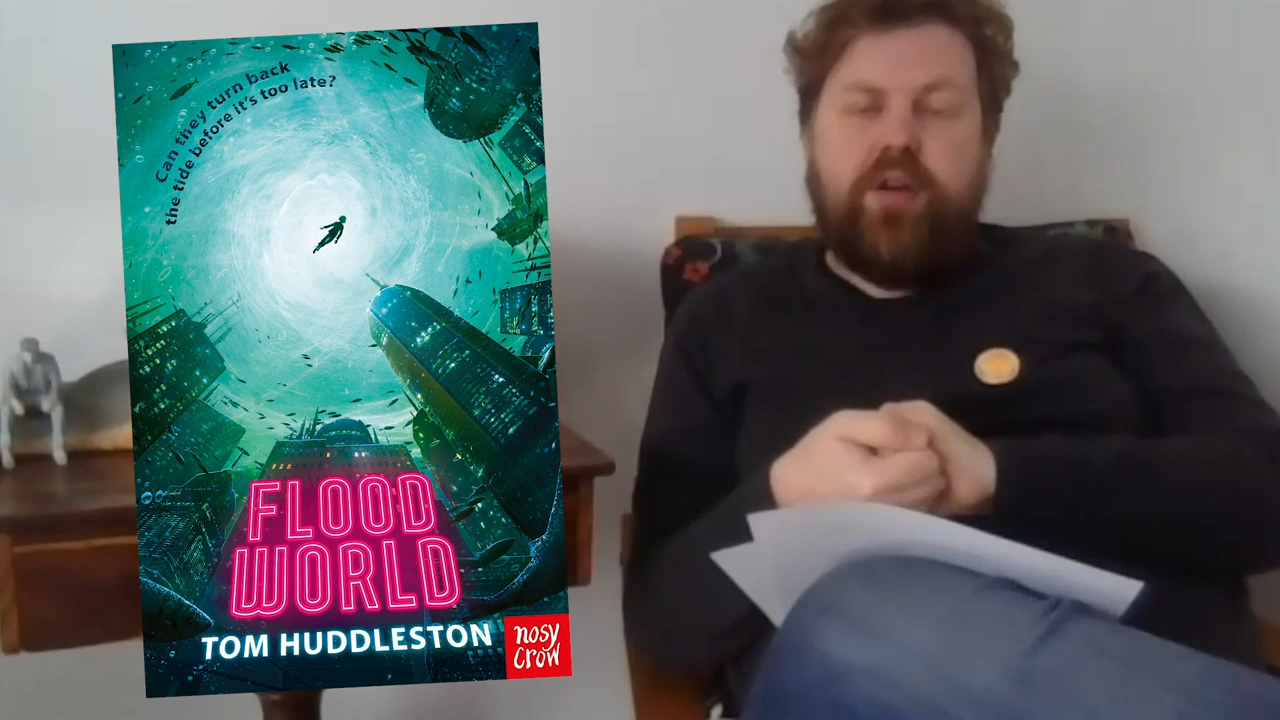 Can they turn back
the tide before it's too late?
FLOOD
WORLD
TOM HUDDLESTON
nosy
Crow